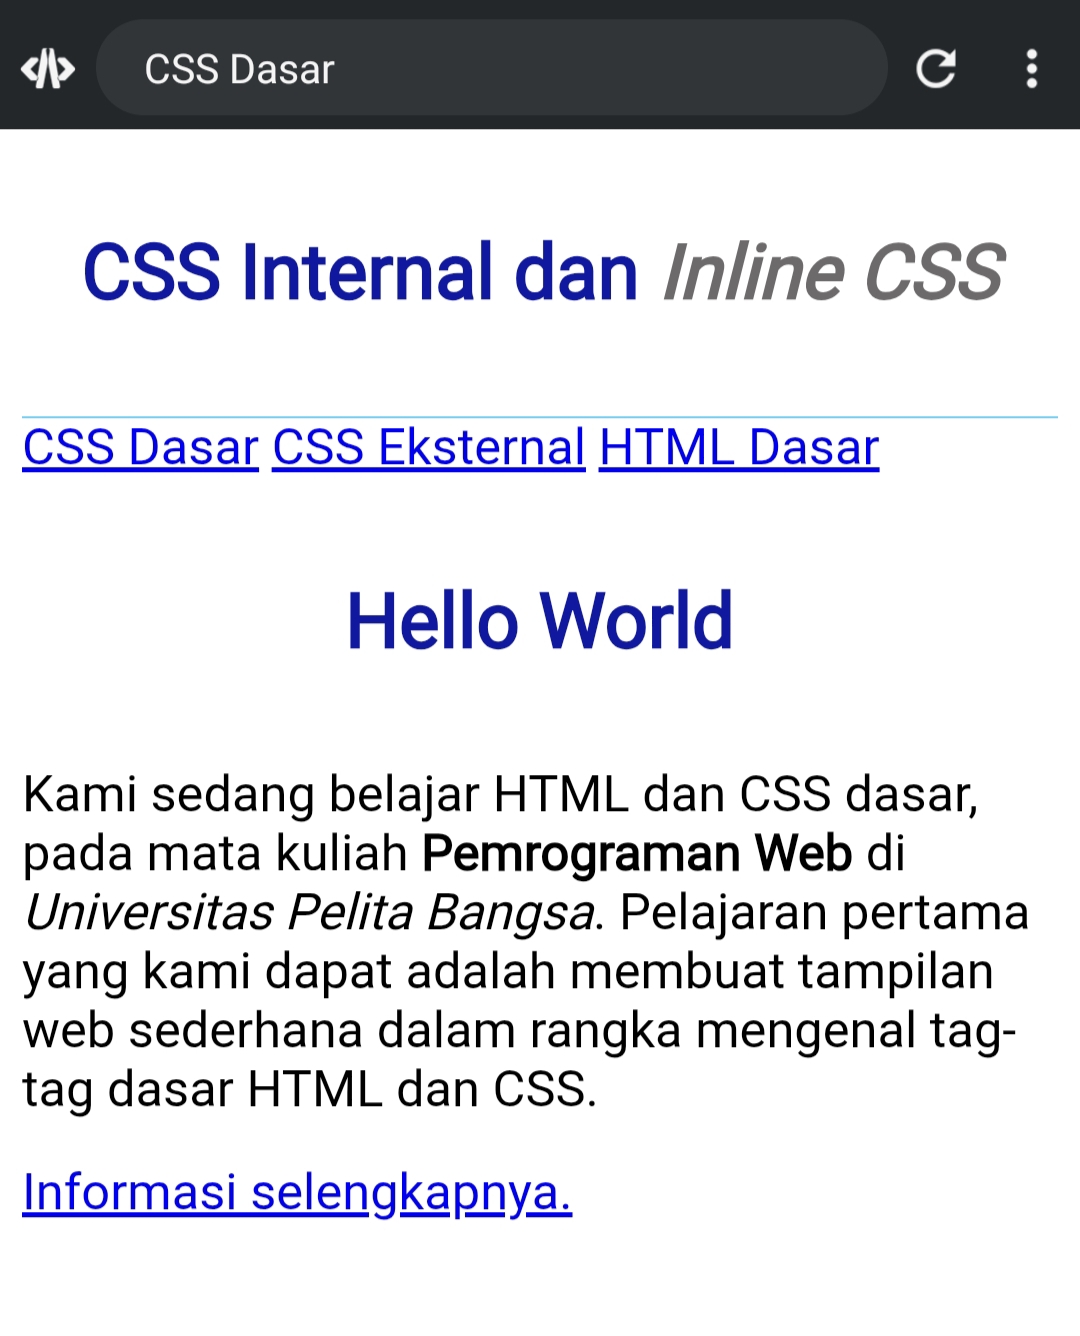 CSS Dasar
CSS Internal dan Inline CSS
CSS Dasar CSS Eksternal HTML Dasar
Hello World
Kami sedang belajar HTML dan CSS dasar,
pada mata kuliah Pemrograman Web di
Universitas Pelita Bangsa. Pelajaran pertama
yang kami dapat adalah membuat tampilan
web sederhana dalam rangka mengenal tag-
tag dasar HTML dan CSS.
Informasi selengkapnya.